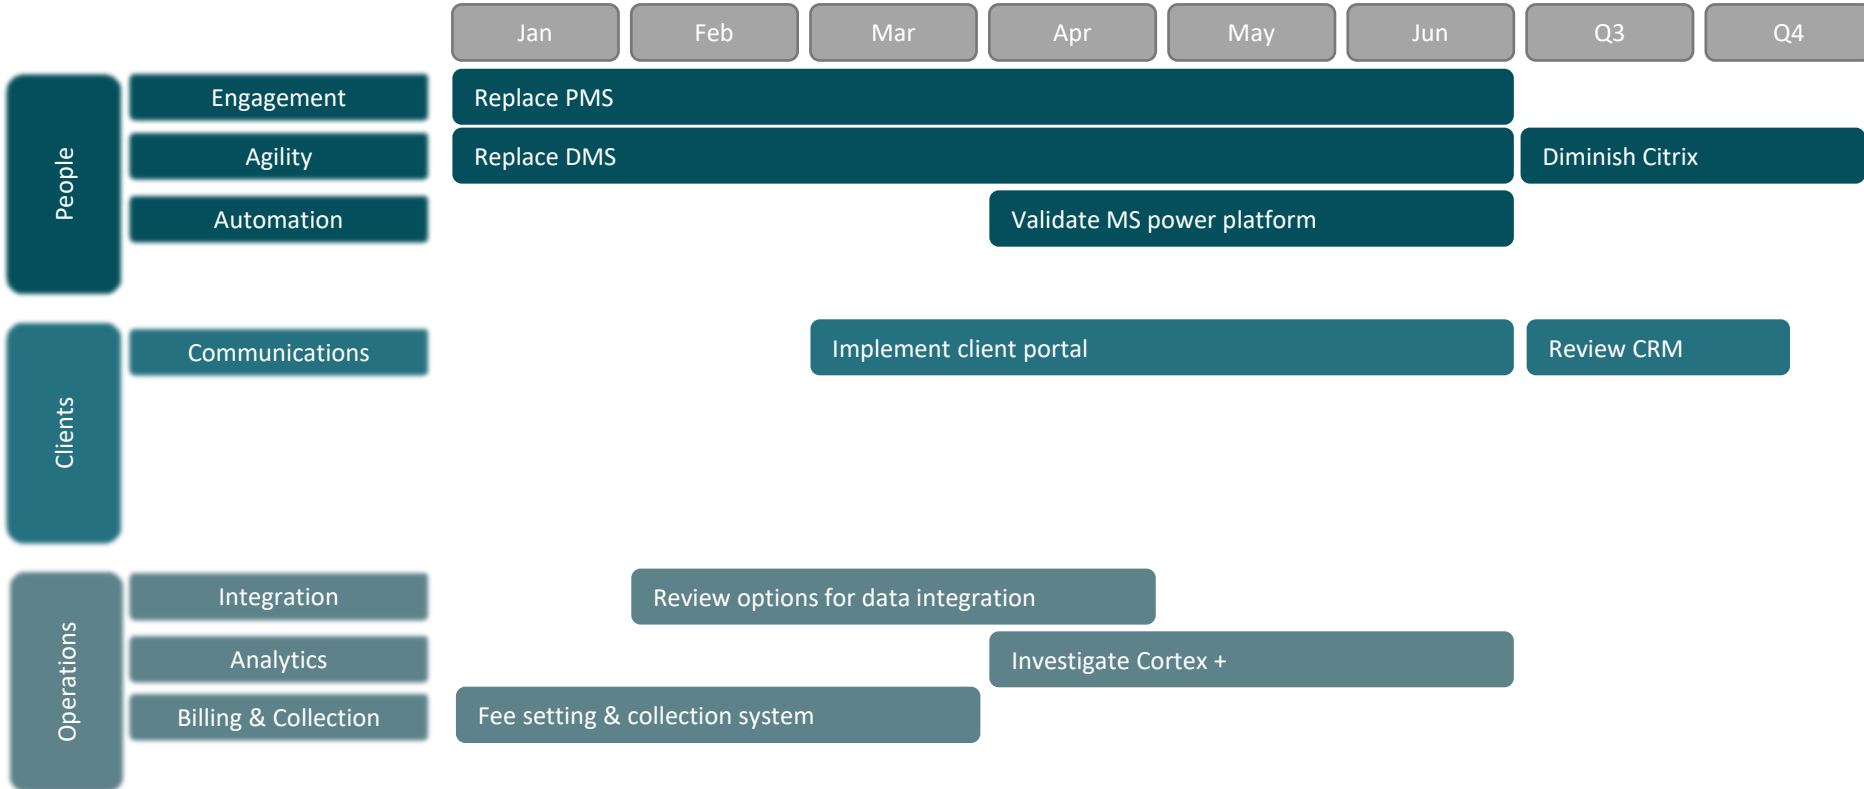 Jan Feb Mar Apr May Jun Q3 Q4
People
Engagement Replace PMS
Agility Replace DMS Diminish Citrix
Automation Validate MS power platform
Clients
Communications Implement client portal Review CRM
Operations
Integration Review options for data integration
Analytics Investigate Cortex +
Billing & Collection Fee setting & collection system